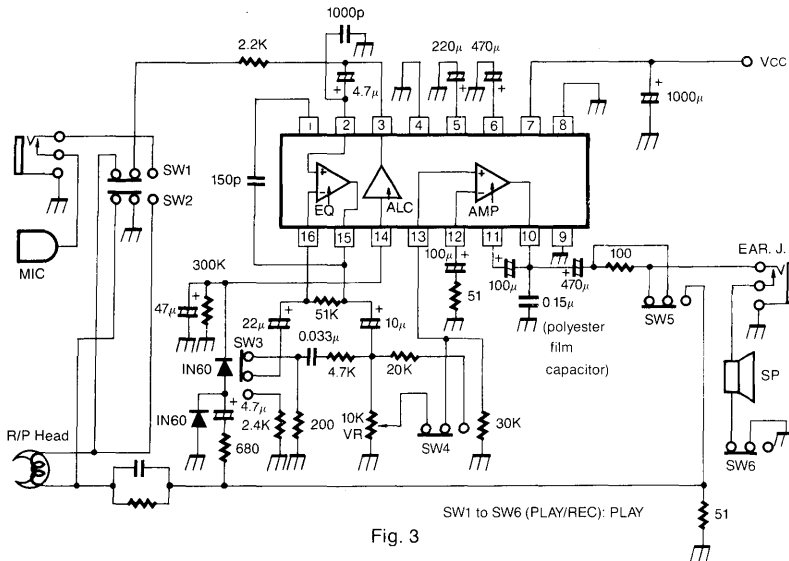 1000p
2.2K
4.7µ
+
220µ
470µ
+
+
VCC
+
1000µ
1 2 3 4 5 6 7 8
SW1
SW2
150p
+
−
EQ
ALC
+
−
AMP
MIC
16 15 14 13 12 11 10 9
300K
47µ
+
51K
22µ
+
10µ
+
100µ
+
51
+
100µ
0.15µ
(polyester
film
capacitor)
+
470µ
100
EAR. J.
SW5
IN60
SW3
0.033µ
4.7K
20K
SP
IN60
4.7µ
+
680
2.4K
200
10K
VR
SW4
30K
SW6
R/P Head
SW1 to SW6 (PLAY/REC): PLAY
51
Fig. 3